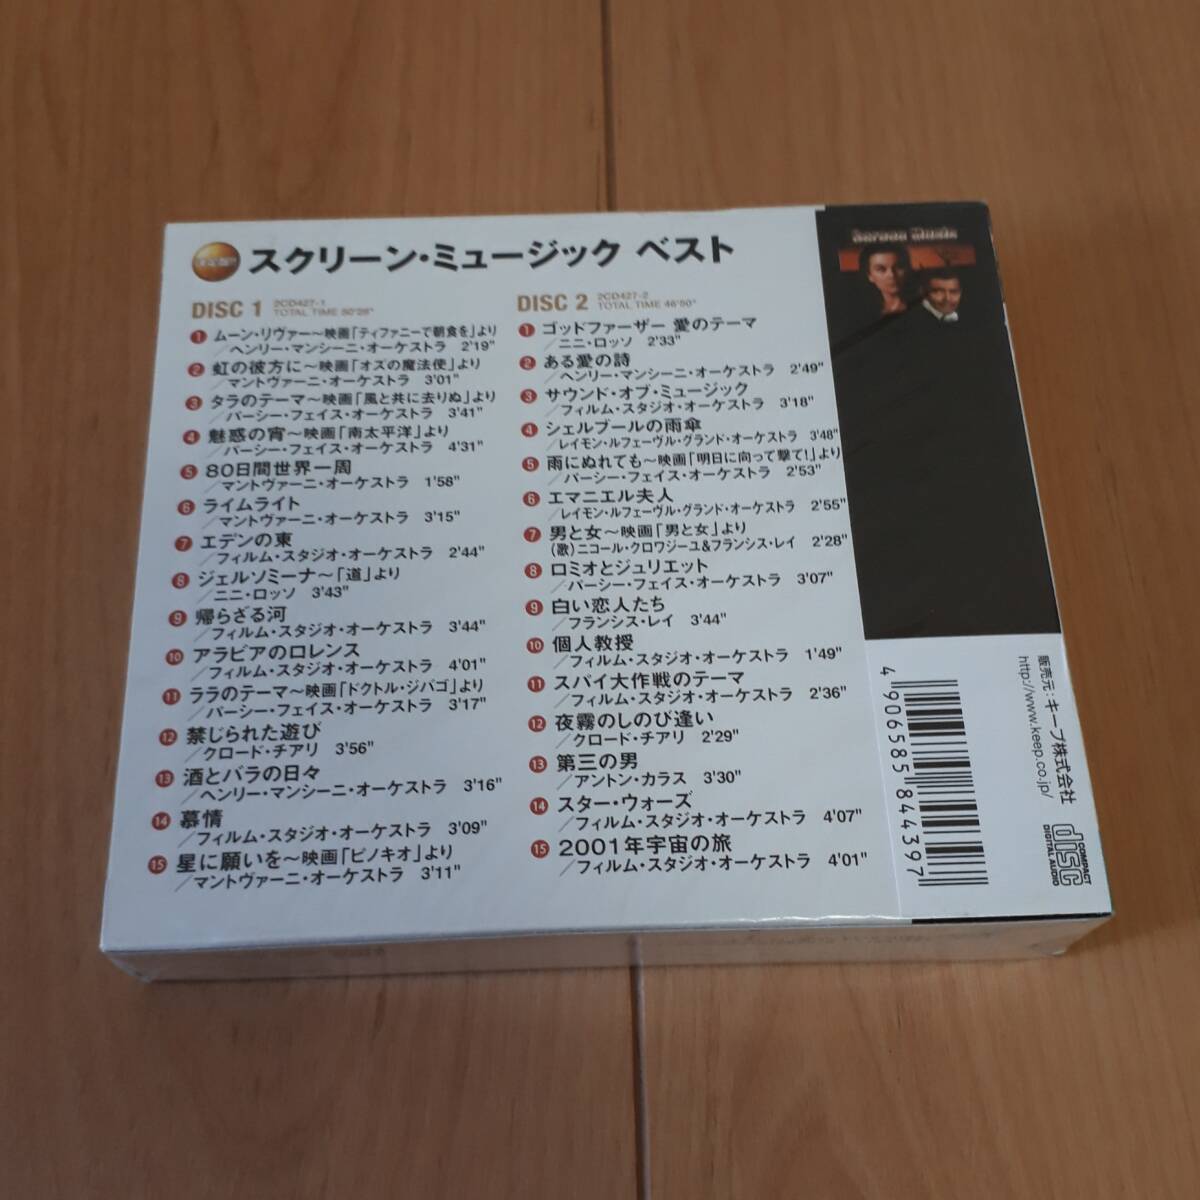 スクリーン・ミュージック ベスト
DISC 1 2CD427-1
TOTAL TIME 50'28"
1 ムーン・リヴァー～映画「ティファニーで朝食を」より
／ヘンリー・マンシーニ・オーケストラ 2'19"
2 虹の彼方に～映画「オズの魔法使」より
／マントヴァーニ・オーケストラ 3'01"
3 タラのテーマ～映画「風と共に去りぬ」より
／パーシー・フェイス・オーケストラ 3'41"
4 魅惑の宵～映画「南太平洋」より
／パーシー・フェイス・オーケストラ 4'31"
5 80日間世界一周
／マントヴァーニ・オーケストラ 1'58"
6 ライムライト
／マントヴァーニ・オーケストラ 3'15"
7 エデンの東
／フィルム・スタジオ・オーケストラ 2'44"
8 ジェルソミーナ～「道」より
／ニニ・ロッソ 3'43"
9 帰らざる河
／フィルム・スタジオ・オーケストラ 3'44"
10 アラビアのロレンス
／フィルム・スタジオ・オーケストラ 4'01"
11 ララのテーマ～映画「ドクトル・ジバゴ」より
／パーシー・フェイス・オーケストラ 3'17"
12 禁じられた遊び
／クロード・チアリ 3'56"
13 酒とバラの日々
／ヘンリー・マンシーニ・オーケストラ 3'16"
14 慕情
／フィルム・スタジオ・オーケストラ 3'09"
15 星に願いを～映画「ピノキオ」より
／マントヴァーニ・オーケストラ 3'11"
DISC 2 2CD427-2
TOTAL TIME 46'50"
1 ゴッドファーザー 愛のテーマ
／ニニ・ロッソ 2'33"
2 ある愛の詩
／ヘンリー・マンシーニ・オーケストラ 2'49"
3 サウンド・オブ・ミュージック
／フィルム・スタジオ・オーケストラ 3'18"
4 シェルブールの雨傘
／レイモン・ルフェーヴル・グランド・オーケストラ 3'48"
5 雨にぬれても～映画「明日に向って撃て!」より
／パーシー・フェイス・オーケストラ 2'53"
6 エマニエル夫人
／レイモン・ルフェーヴル・グランド・オーケストラ 2'55"
7 男と女～映画「男と女」より
(歌)ニコール・クロワジーユ&フランシス・レイ 2'28"
8 ロミオとジュリエット
／パーシー・フェイス・オーケストラ 3'07"
9 白い恋人たち
／フランシス・レイ 3'44"
10 個人教授
／フィルム・スタジオ・オーケストラ 1'49"
11 スパイ大作戦のテーマ
／フィルム・スタジオ・オーケストラ 2'36"
12 夜霧のしのび逢い
／クロード・チアリ 2'29"
13 第三の男
／アントン・カラス 3'30"
14 スター・ウォーズ
／フィルム・スタジオ・オーケストラ 4'07"
15 2001年宇宙の旅
／フィルム・スタジオ・オーケストラ 4'01"
Screen Music
販売元：キープ株式会社
http://www.keep.co.jp/
4 906585 844397
COMPACT
disc
DIGITAL AUDIO